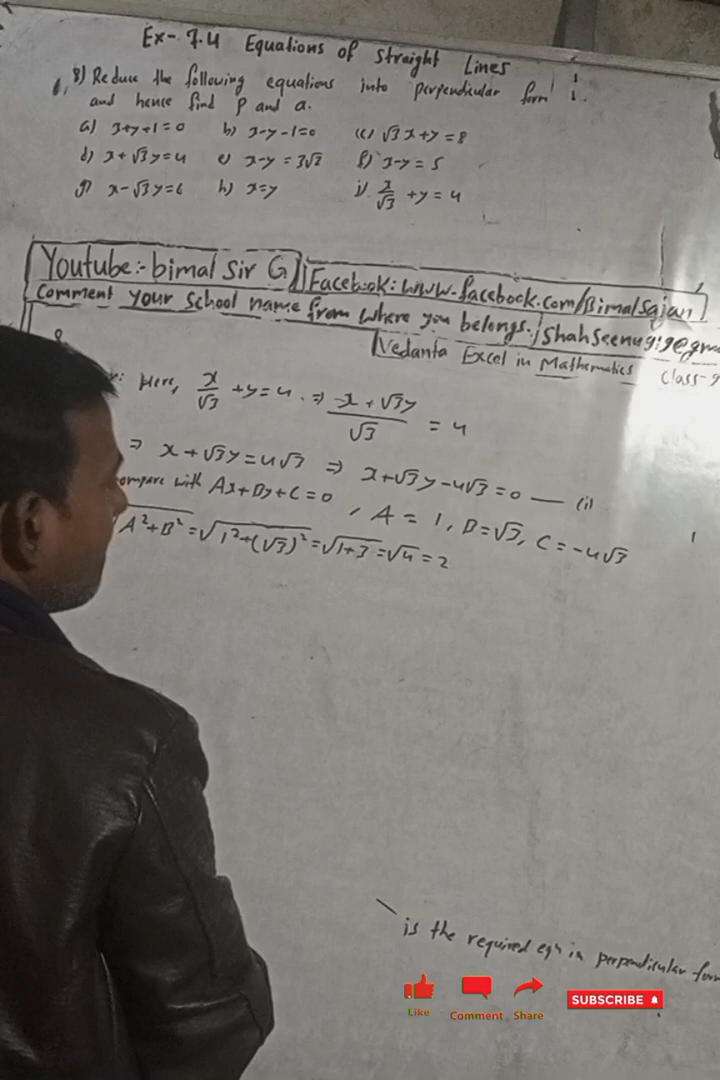 Ex- 7.4 Equations of Straight Lines
8) Reduce the following equations into perpendicular form
and hence find P and α.
a) x+y+1=0 b) x-y-1=0 (c) √3x+y=8
d) x+√3y=4 e) x-y=3√2 f) x-y=5
g) x-√3y=6 h) x=y i) x/√3 +y=4
Youtube:- bimal Sir G Facebook: www.facebook.com/BimalSajan
Comment your school name from where you belongs. / Shahseenu919@gm
Vedanta Excel in Mathematics Class-9
Here, x/√3 +y=4 ⇒ (x+√3y)/√3 = 4
⇒ x+√3y=4√3 ⇒ x+√3y-4√3=0 — (i)
compare with Ax+By+C=0, A=1, B=√3, C=-4√3
√A²+B² = √1²+(√3)² = √1+3 = √4 = 2
is the required eqn in perpendicular form
Like Comment Share SUBSCRIBE